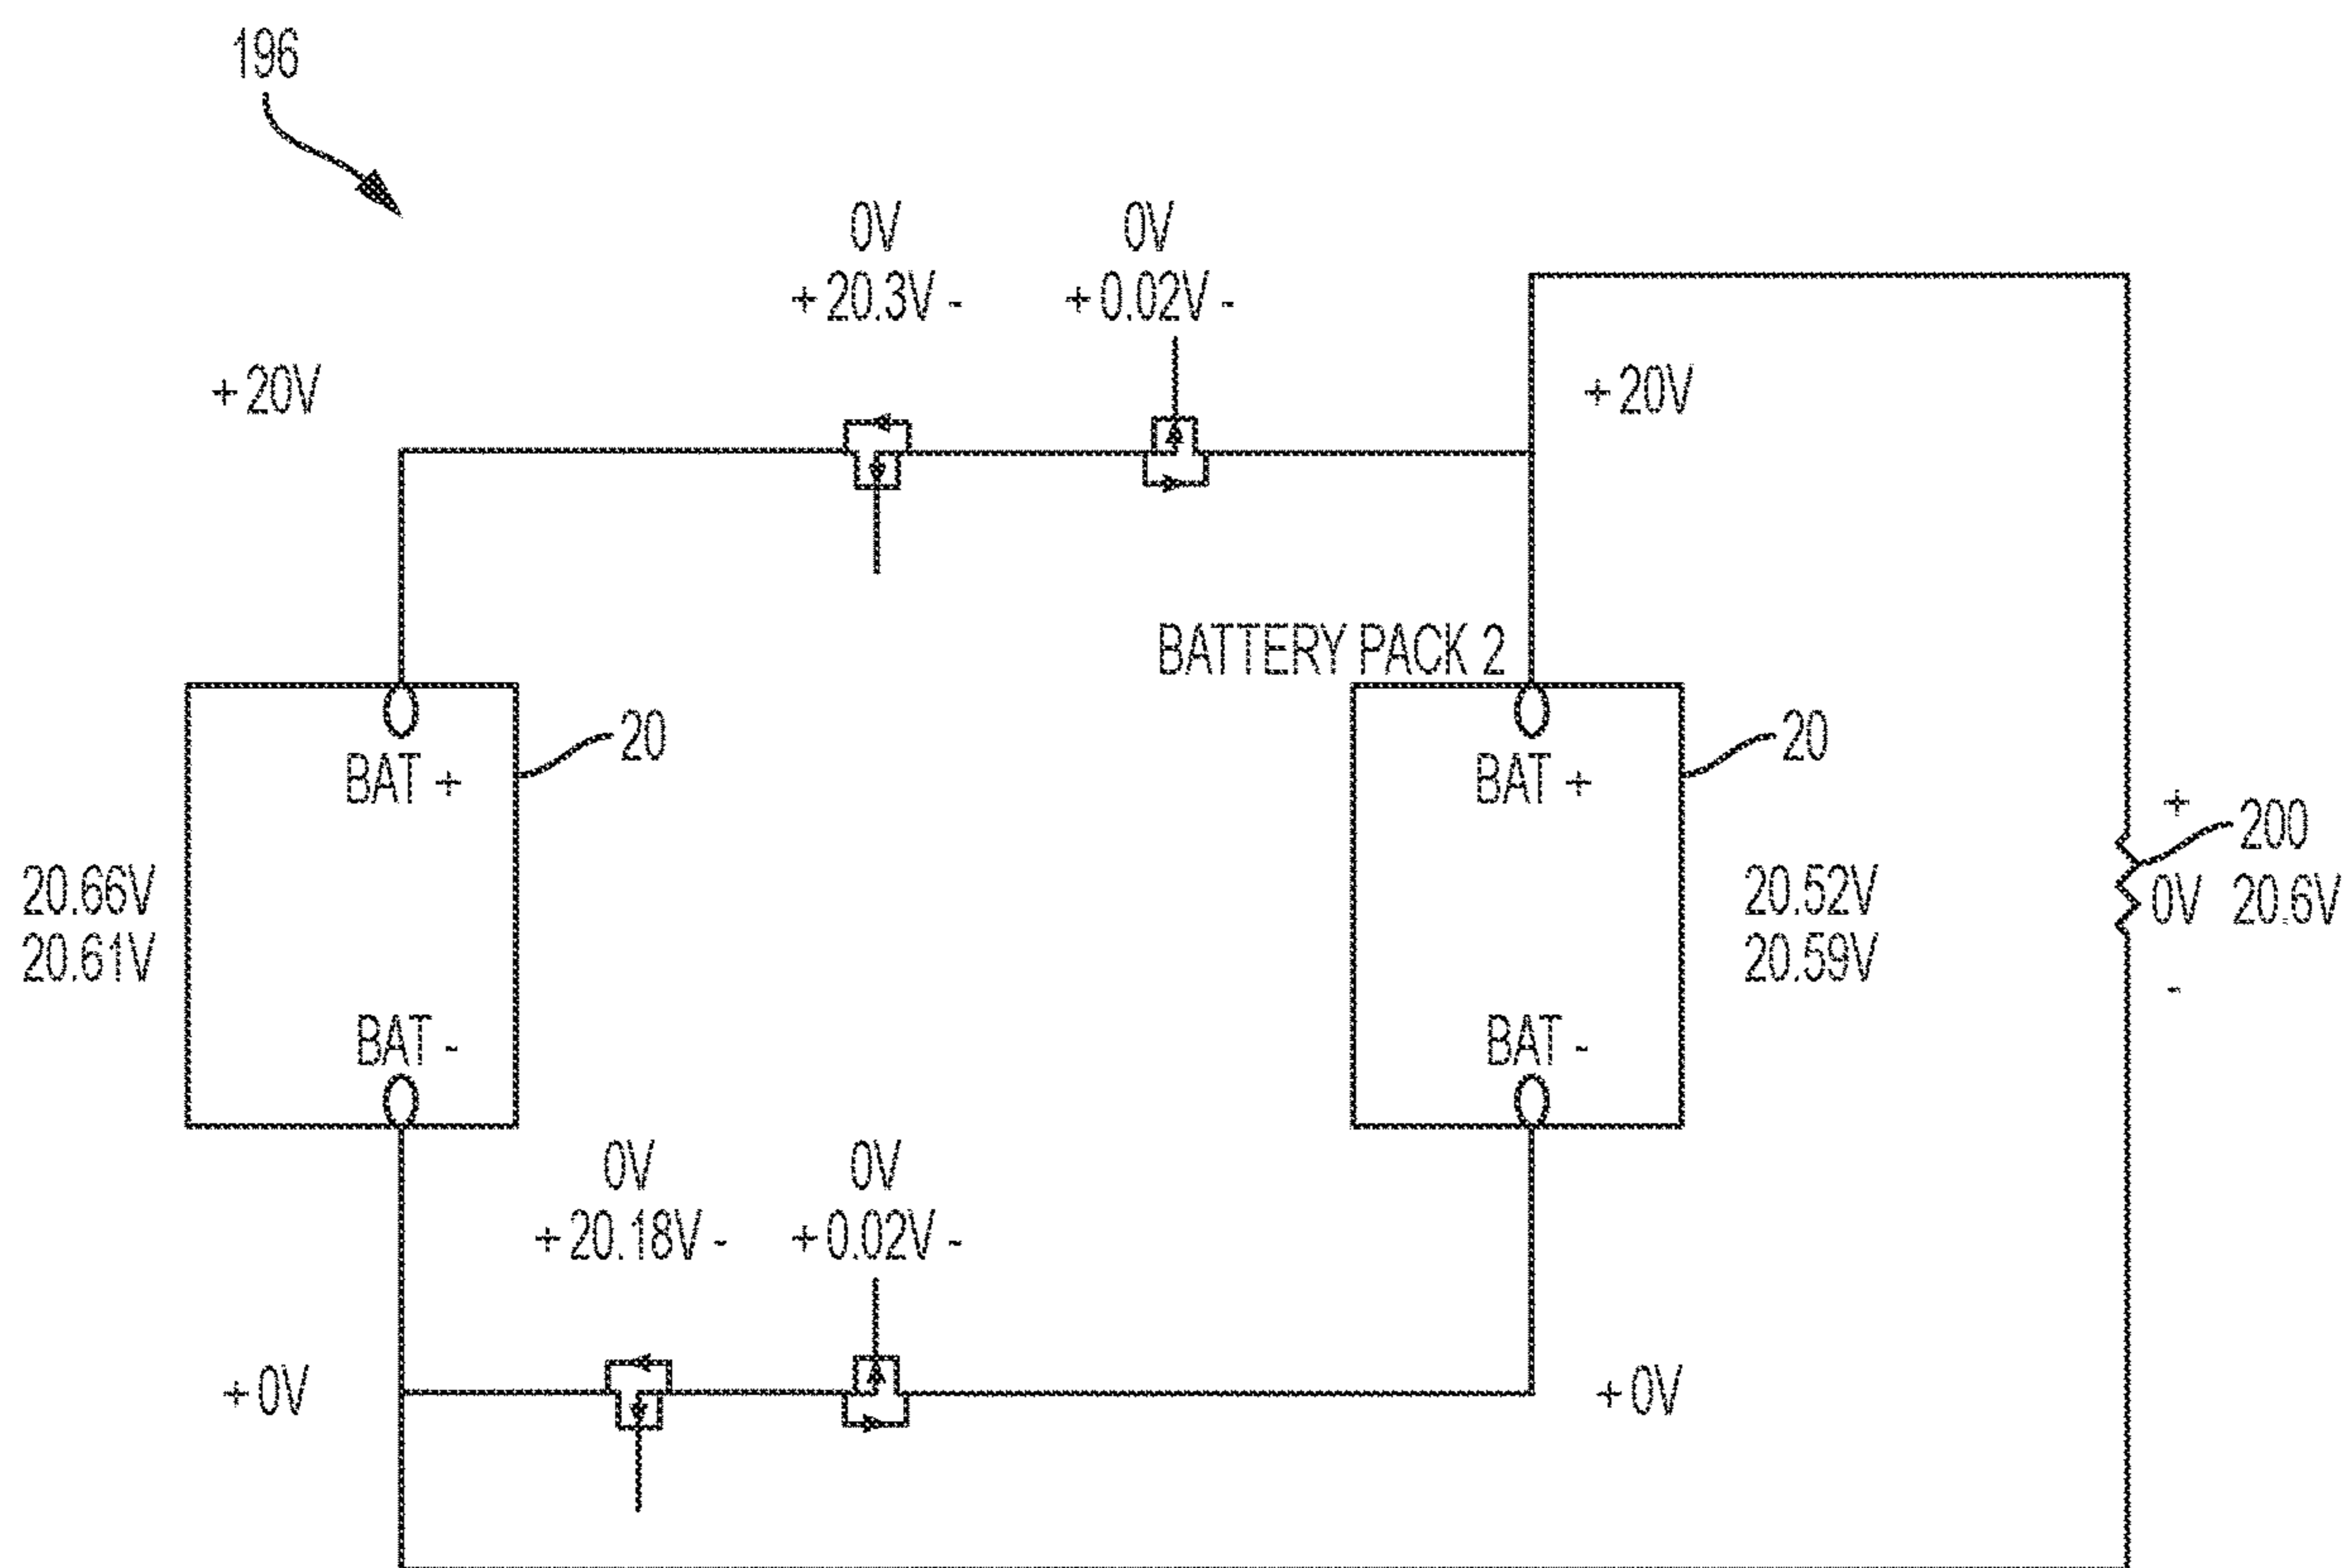 196
0V
+ 20.3V -
0V
+ 0.02V -
+ 20V
+ 20V
BATTERY PACK 2
20
BAT +
20
BAT +
+
200
20.66V
20.61V
20.52V
20.59V
0V 20.6V
-
BAT -
BAT -
0V
+ 20.18V -
0V
+ 0.02V -
+ 0V
+ 0V